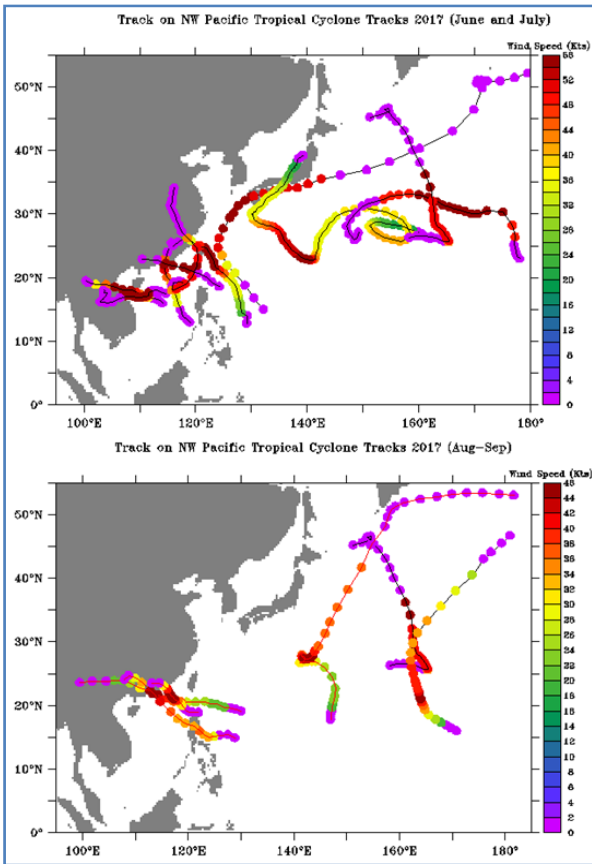 Track on NW Pacific Tropical Cyclone Tracks 2017 (June and July)
Wind Speed (Kts)
50°N
40°N
30°N
20°N
10°N
0°
100°E
120°E
140°E
160°E
180°
56
52
48
44
40
36
32
28
24
20
16
12
8
4
0
Track on NW Pacific Tropical Cyclone Tracks 2017 (Aug-Sep)
Wind Speed (Kts)
50°N
40°N
30°N
20°N
10°N
0°
100°E
120°E
140°E
160°E
180°
46
44
42
40
38
36
34
32
30
28
26
24
22
20
18
16
14
12
10
8
6
4
2
0